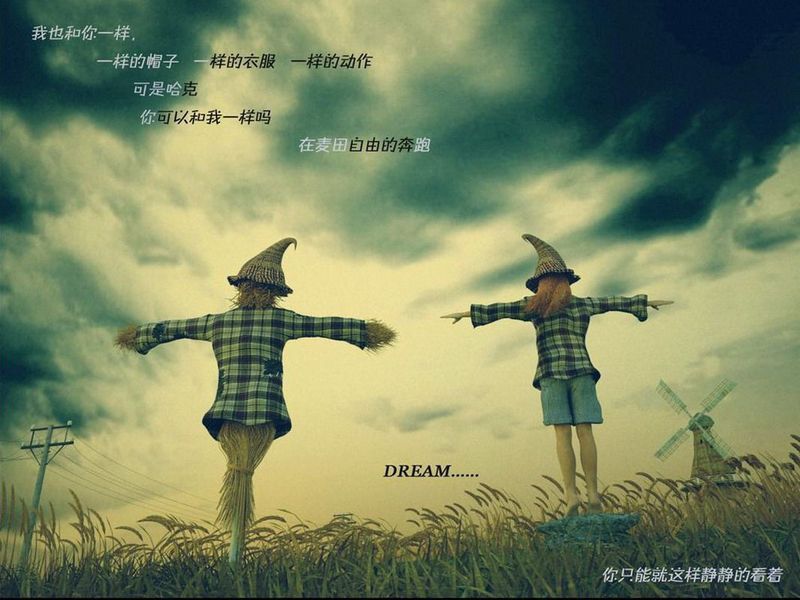 我也和你一样,
一样的帽子 一样的衣服 一样的动作
可是哈克
你可以和我一样吗
在麦田自由的奔跑
DREAM......
你只能就这样静静的看着